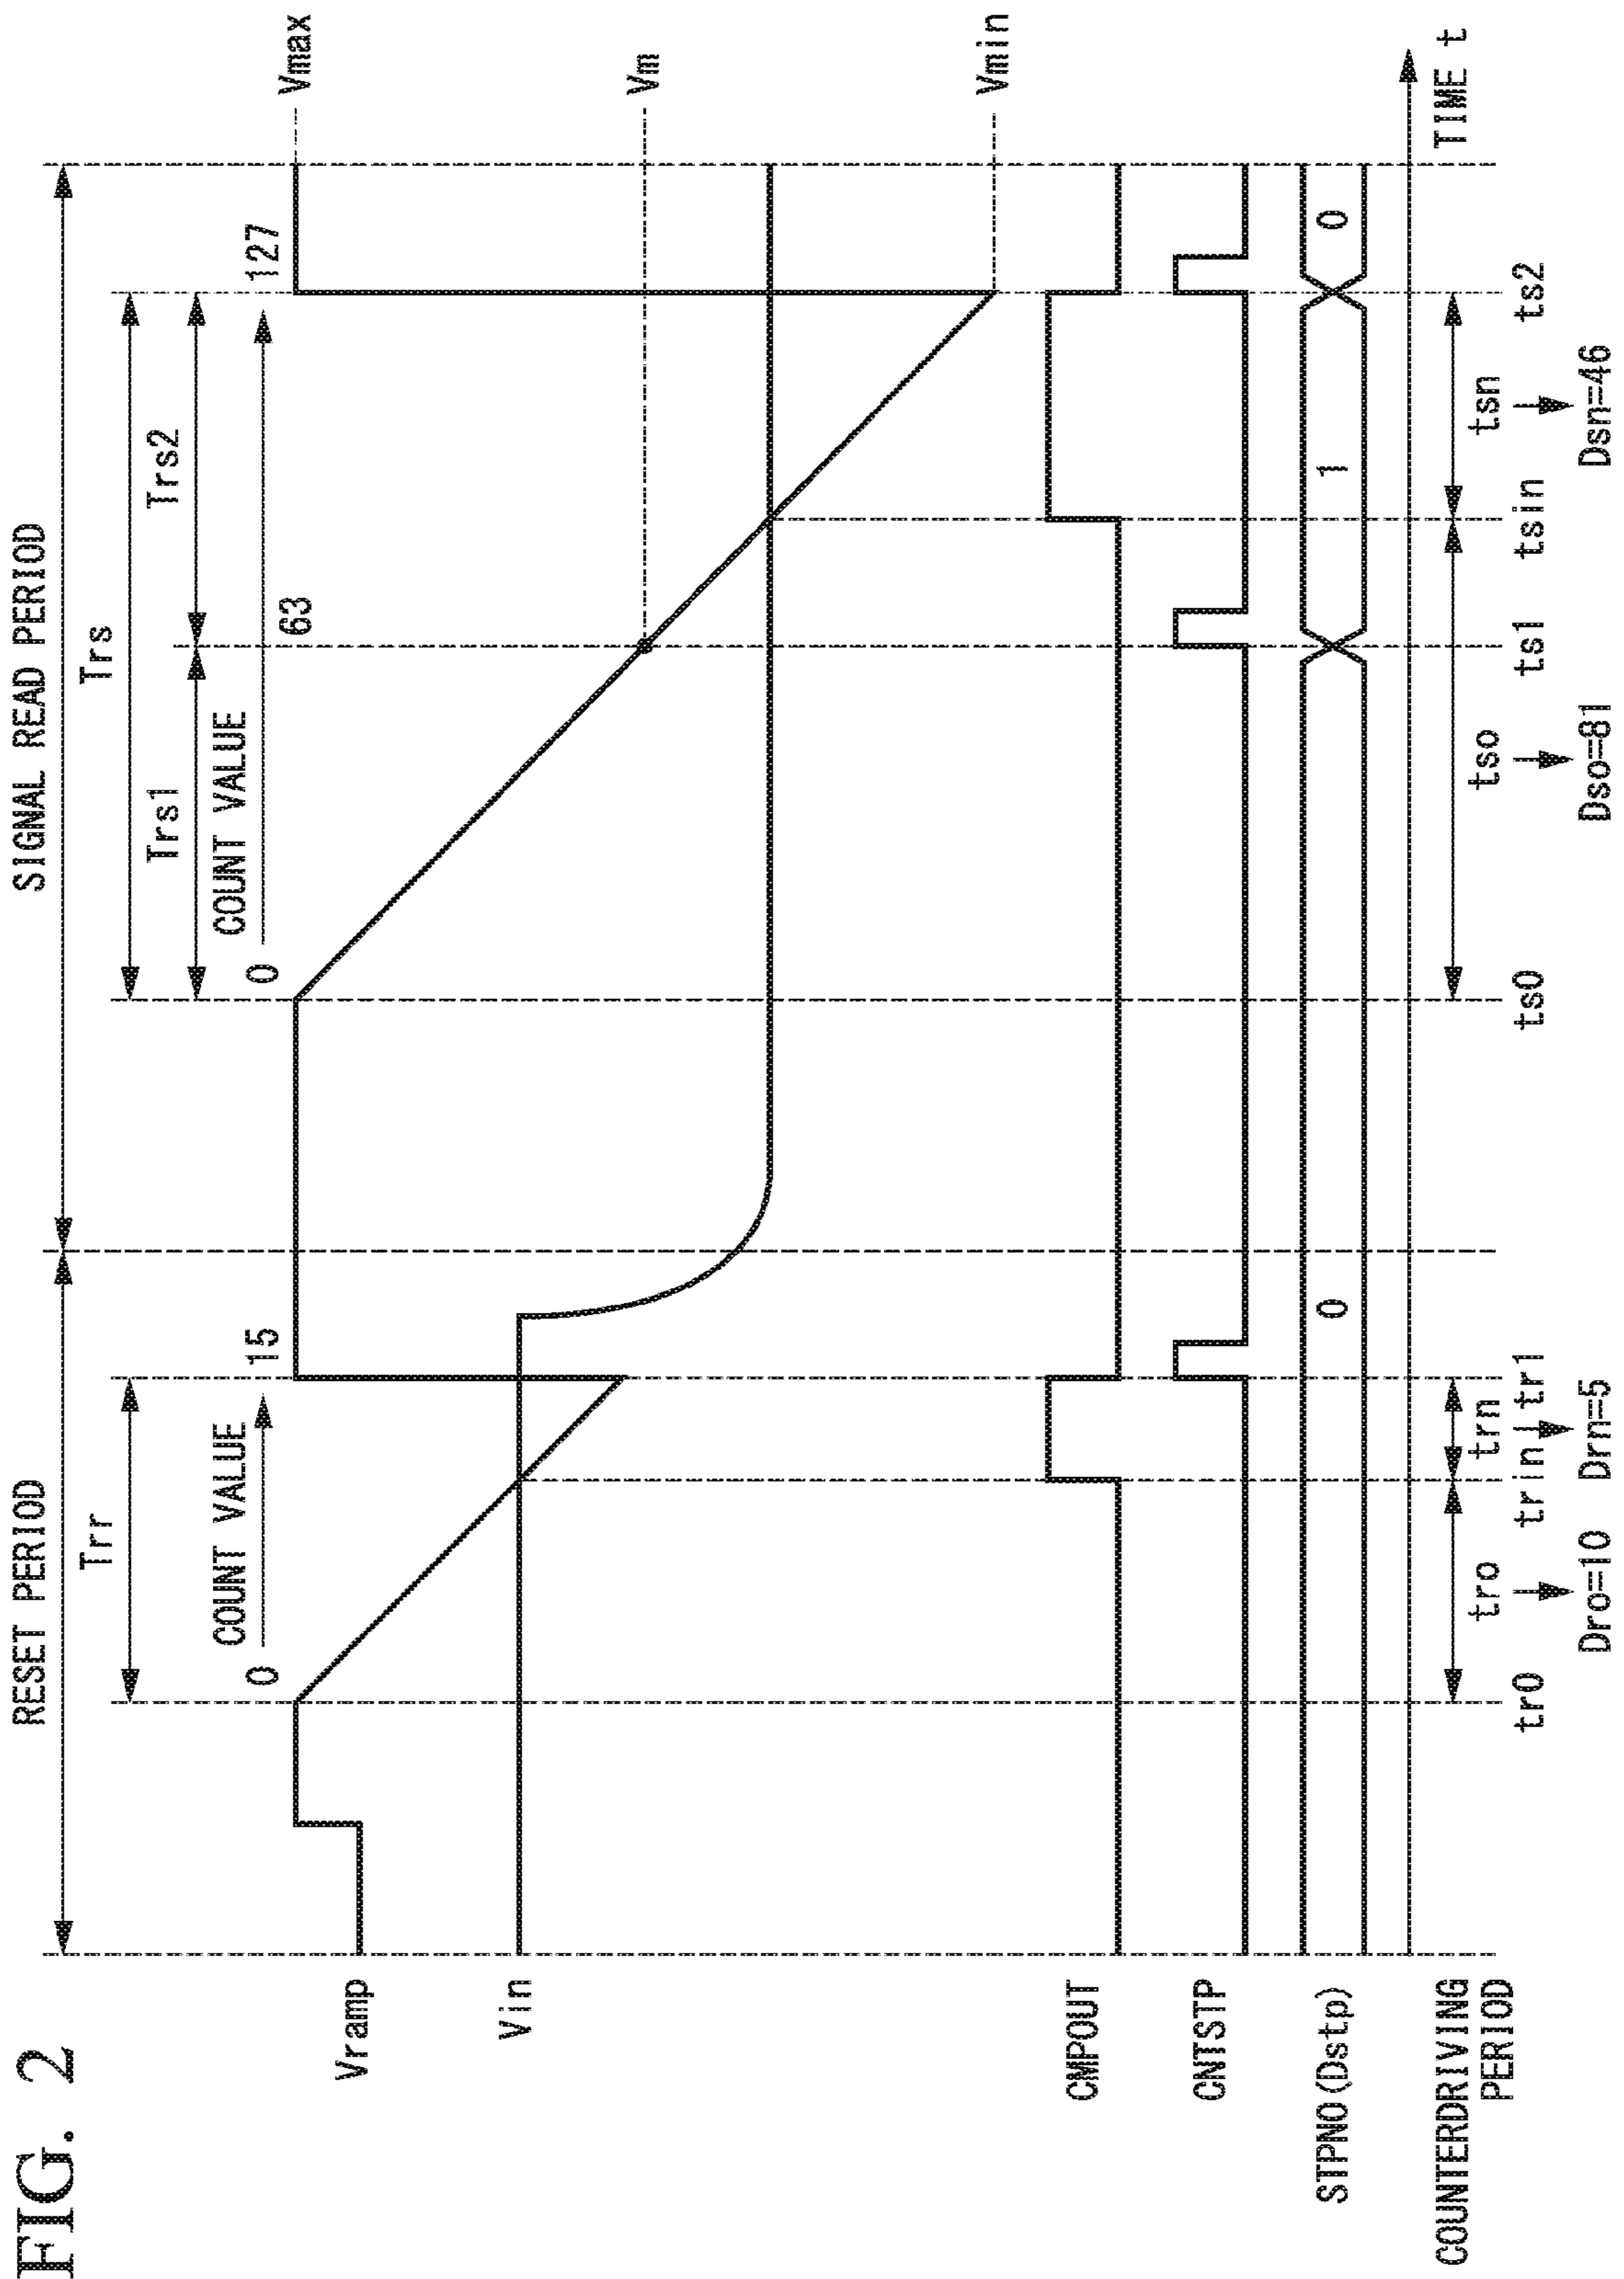 FIG. 2
RESET PERIOD
SIGNAL READ PERIOD
Trr
Trs
Trs1
Trs2
COUNT VALUE
COUNT VALUE
0
15
0
63
127
Vmax
Vm
Vmin
Vramp
Vin
CMPOUT
CNTSTP
STPNO(Dstp)
0
1
0
TIME t
COUNTERDRIVING
PERIOD
tro
trn
tso
tsn
tr0
trin
tr1
ts0
ts1
tsin
ts2
Dro=10
Drn=5
Dso=81
Dsn=46